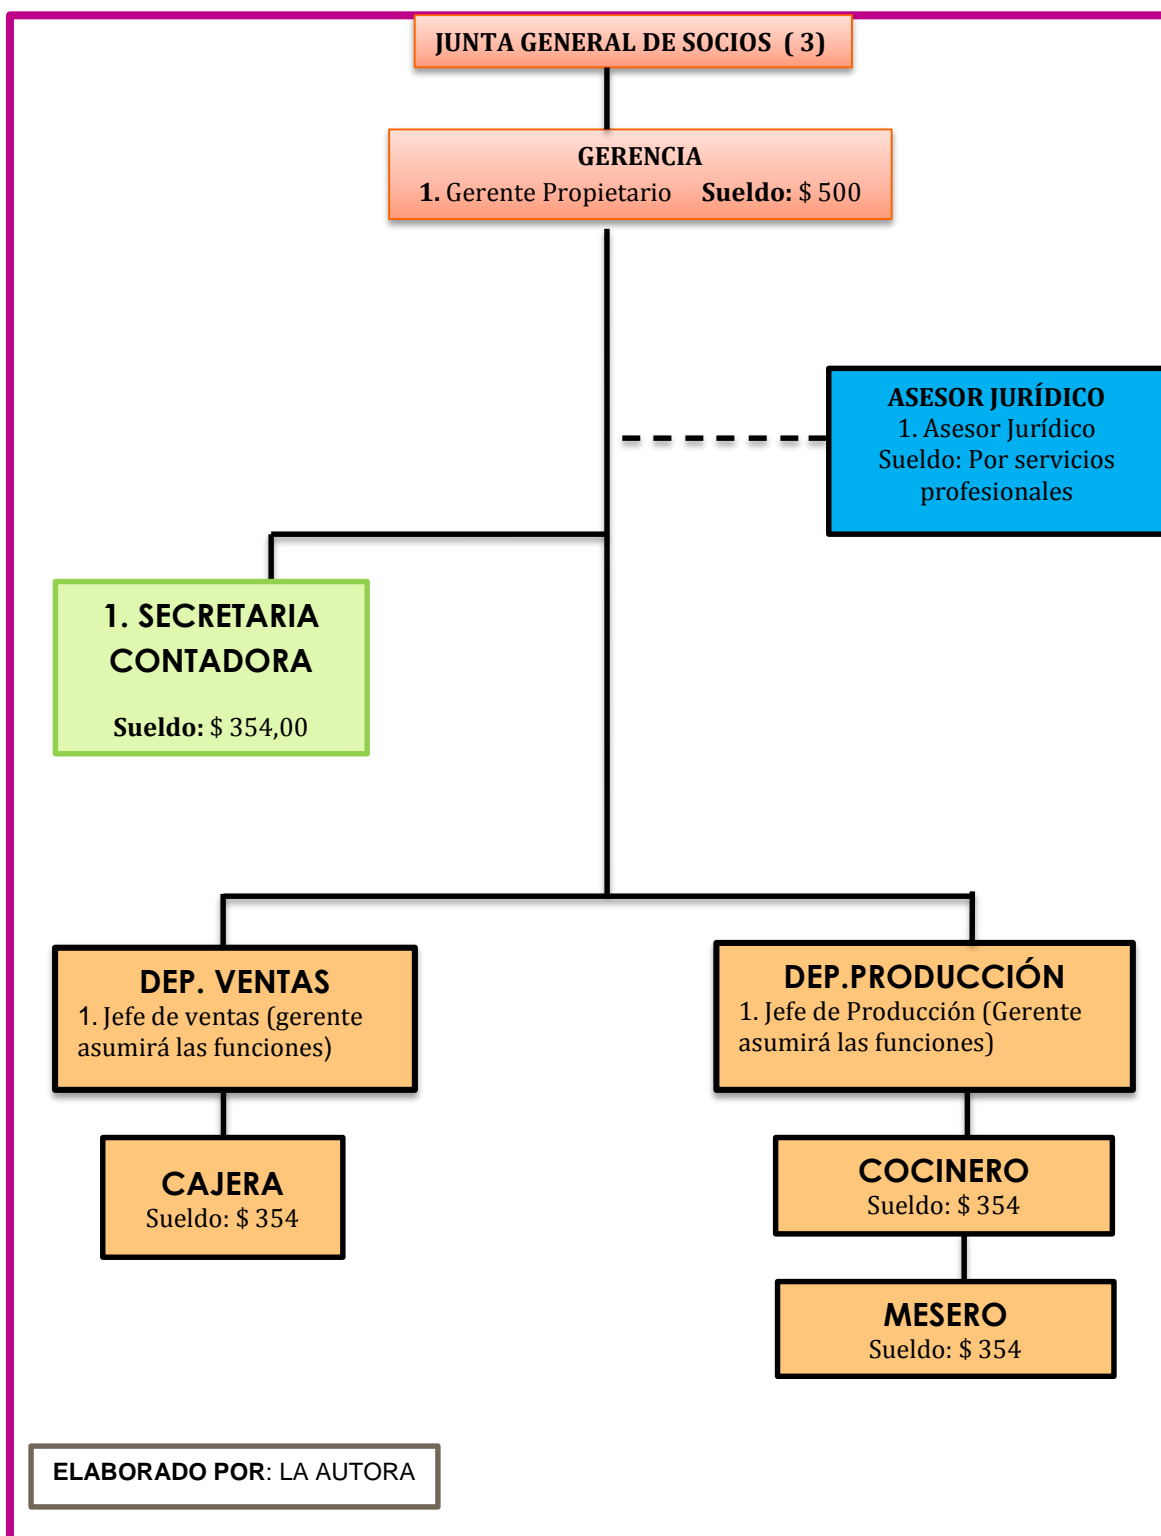 JUNTA GENERAL DE SOCIOS  ( 3)
GERENCIA
1. Gerente Propietario    Sueldo: $ 500
ASESOR JURÍDICO
1. Asesor Jurídico
Sueldo: Por servicios
profesionales
1. SECRETARIA
CONTADORA
Sueldo: $ 354,00
DEP. VENTAS
1. Jefe de ventas (gerente
asumirá las funciones)
DEP.PRODUCCIÓN
1. Jefe de Producción (Gerente
asumirá las funciones)
CAJERA
Sueldo: $ 354
COCINERO
Sueldo: $ 354
MESERO
Sueldo: $ 354
ELABORADO POR: LA AUTORA